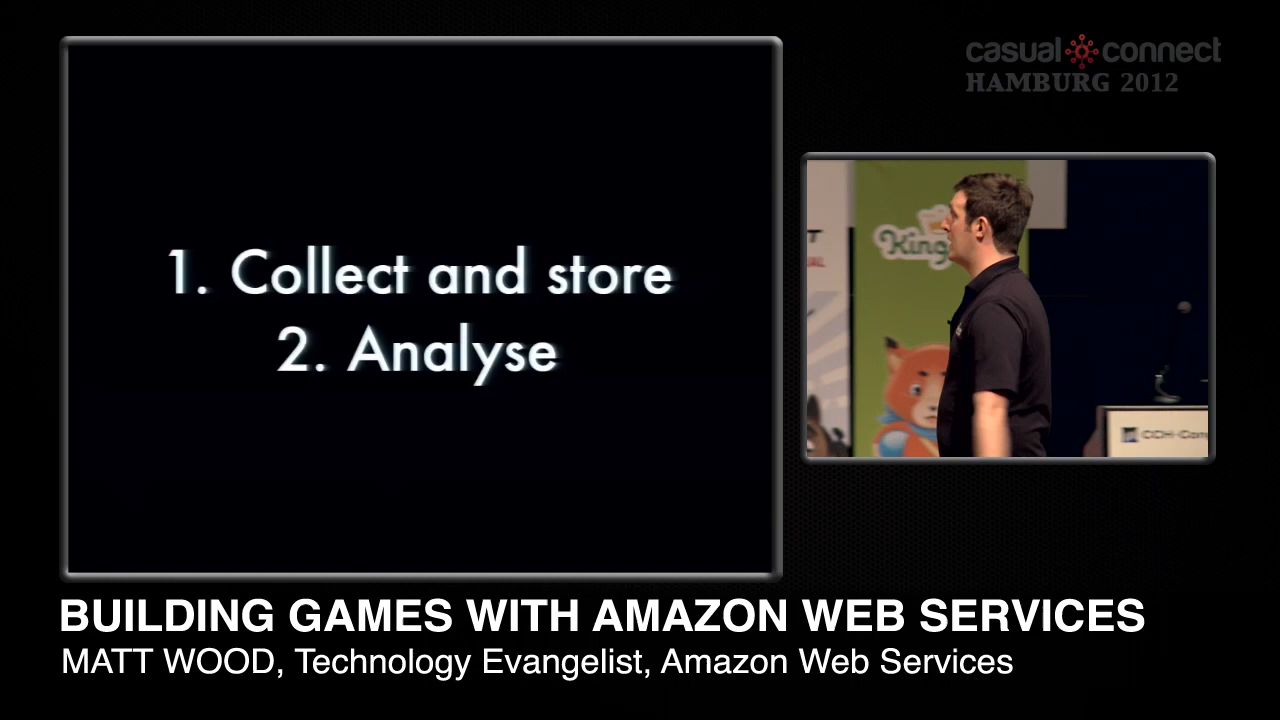 casual connect
HAMBURG 2012
1. Collect and store
2. Analyse
BUILDING GAMES WITH AMAZON WEB SERVICES
MATT WOOD, Technology Evangelist, Amazon Web Services